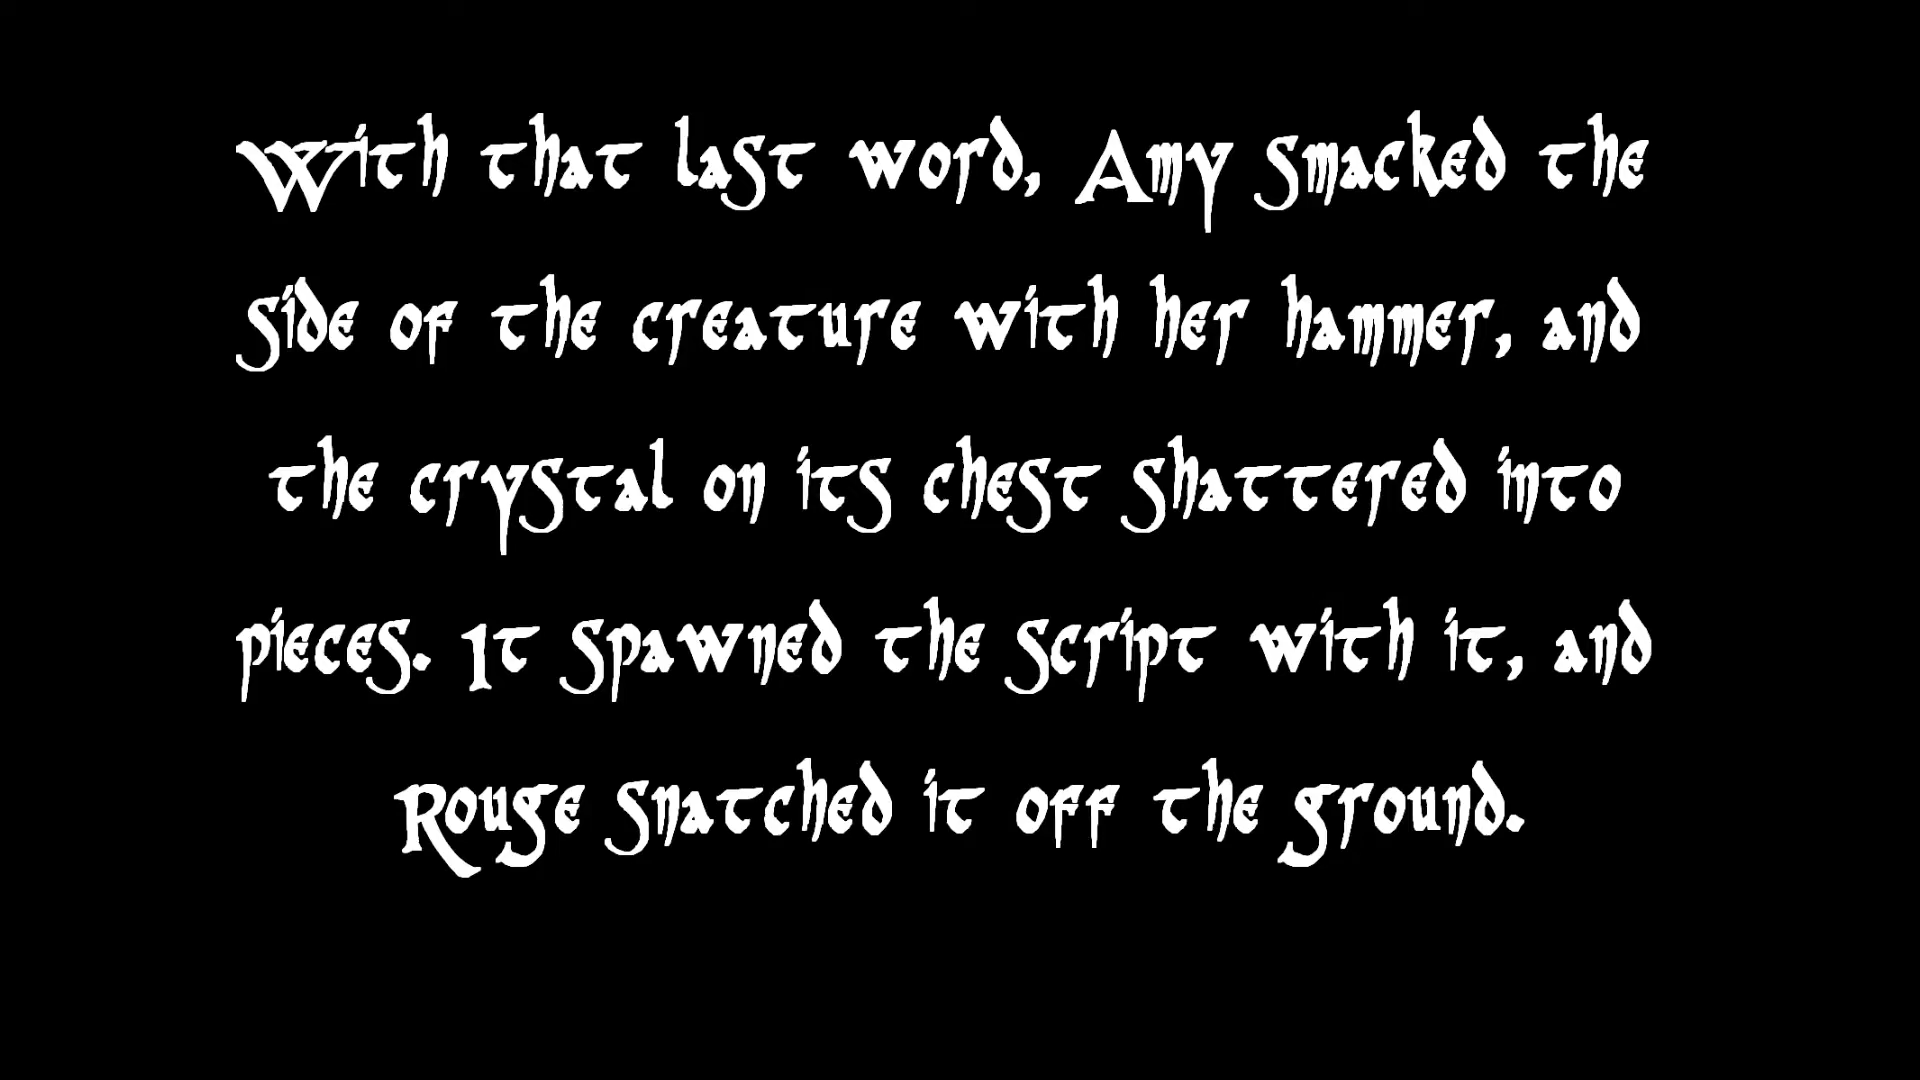 With that last word, Amy smacked the
side of the creature with her hammer, and
the crystal on its chest shattered into
pieces. It spawned the script with it, and
Rouge snatched it off the ground.